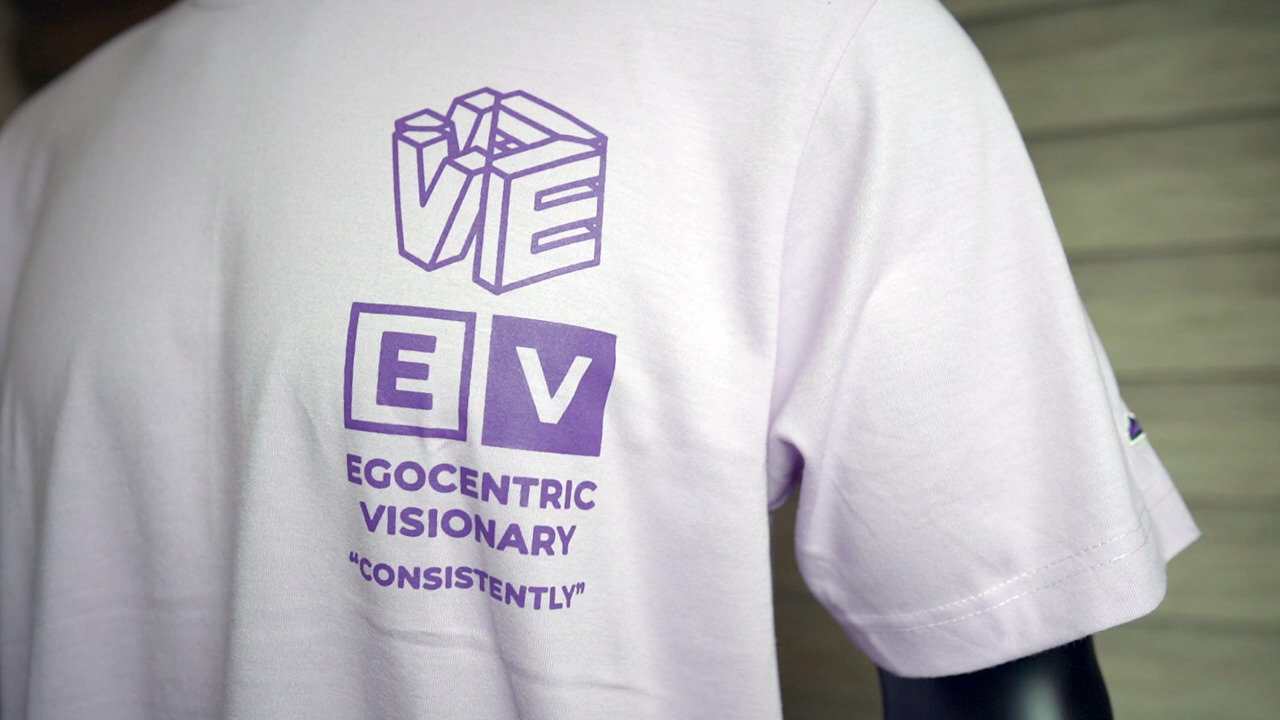 VE
E V
EGOCENTRIC
VISIONARY
“CONSISTENTLY”